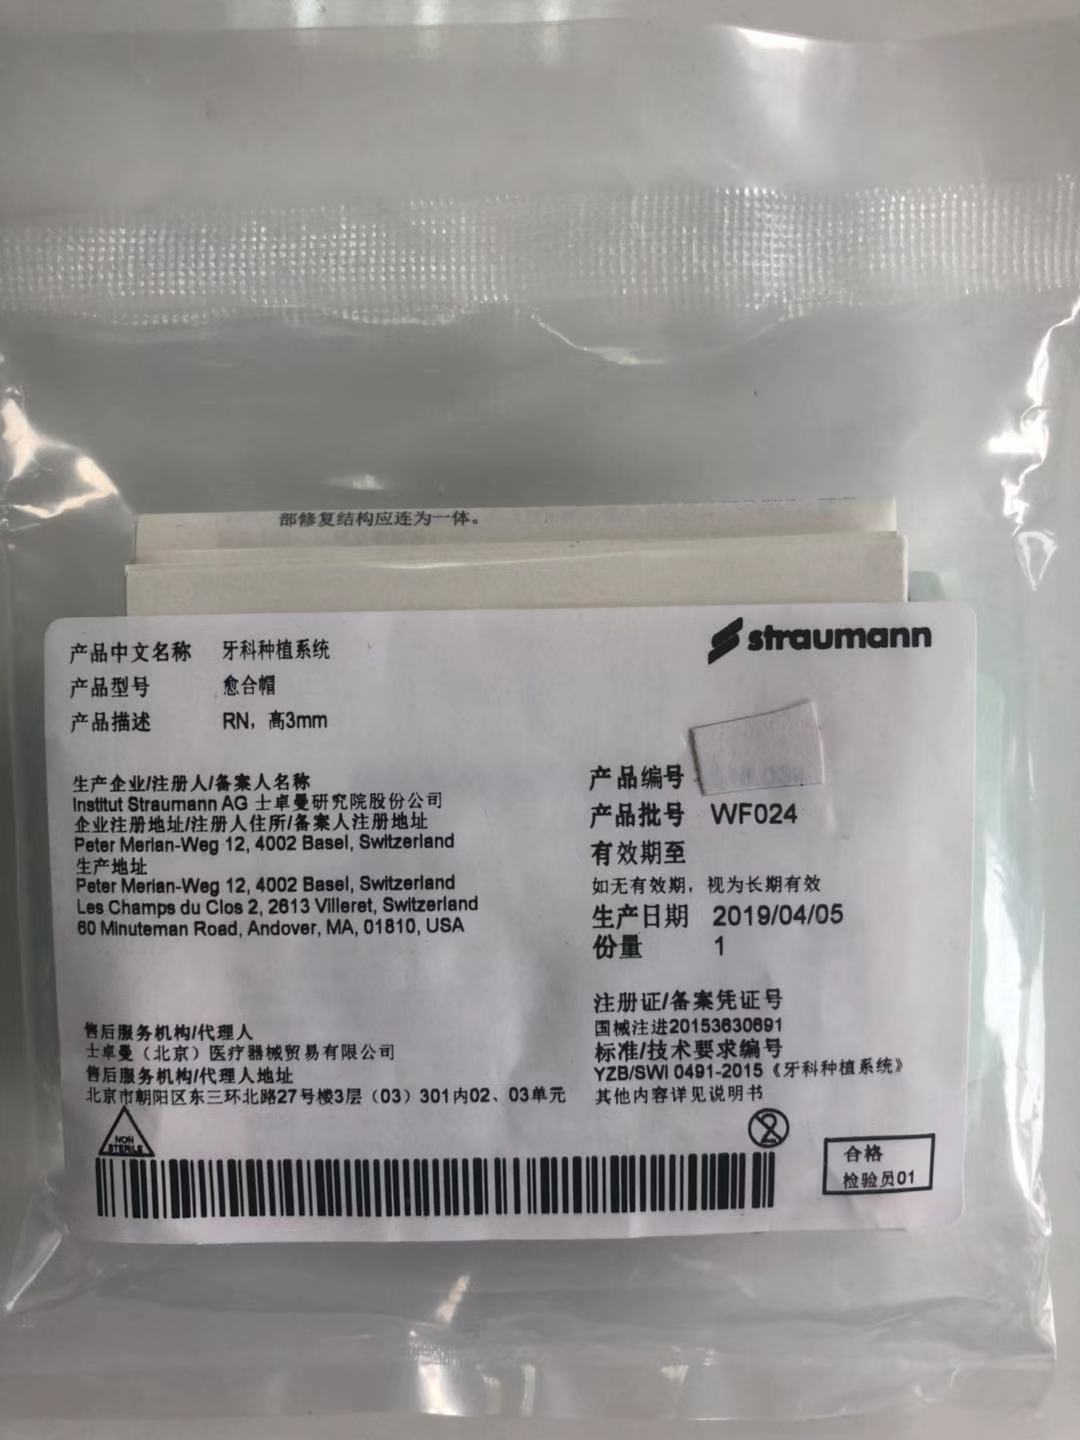 部修复结构应连为一体。
straumann
产品中文名称 牙科种植系统
产品型号 愈合帽
产品描述 RN，高3mm
生产企业/注册人/备案人名称
Institut Straumann AG 士卓曼研究院股份公司
企业注册地址/注册人住所/备案人注册地址
Peter Merian-Weg 12, 4002 Basel, Switzerland
生产地址
Peter Merian-Weg 12, 4002 Basel, Switzerland
Les Champs du Clos 2, 2613 Villeret, Switzerland
60 Minuteman Road, Andover, MA, 01810, USA
售后服务机构/代理人
士卓曼（北京）医疗器械贸易有限公司
售后服务机构/代理人地址
北京市朝阳区东三环北路27号楼3层（03）301内02、03单元
产品编号
产品批号 WF024
有效期至
如无有效期，视为长期有效
生产日期 2019/04/05
份量 1
注册证/备案凭证号
国械注进20153630691
标准/技术要求编号
YZB/SWI 0491-2015《牙科种植系统》
其他内容详见说明书
NON
STERILE
2
合格
检验员01